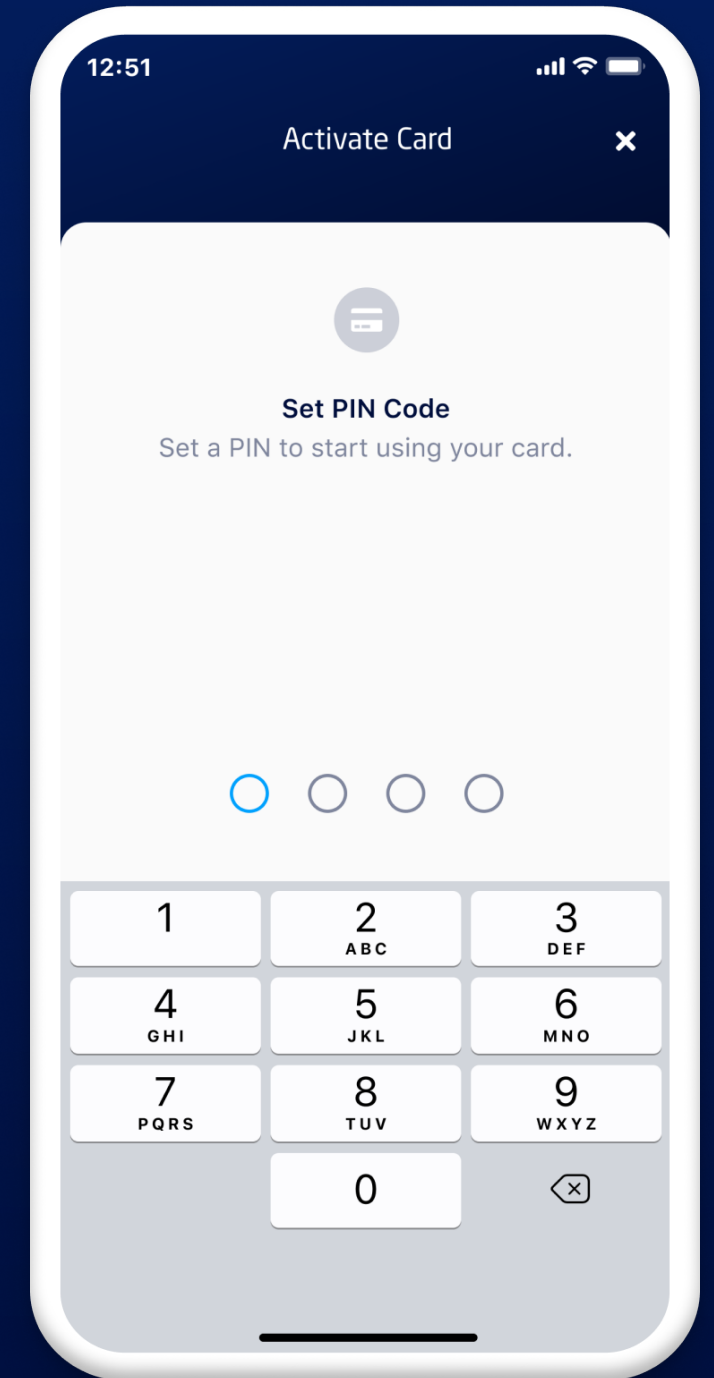 12:51
Activate Card
Set PIN Code
Set a PIN to start using your card.
1 2 3
ABC DEF
4 5 6
GHI JKL MNO
7 8 9
PQRS TUV WXYZ
0